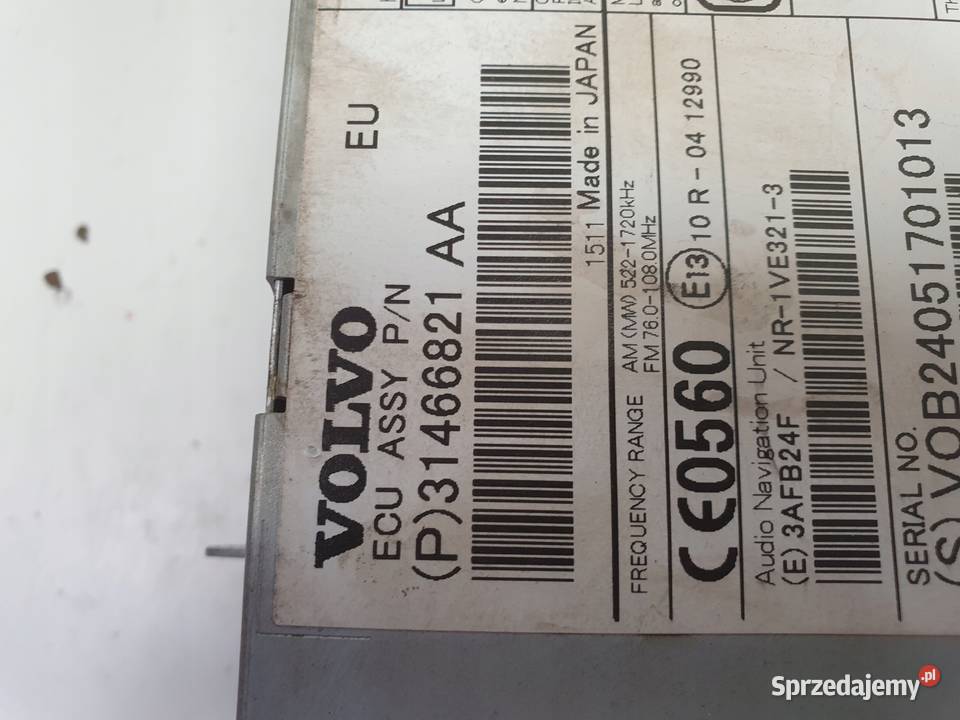 VOLVO
ECU ASSY P/N EU
(P)31466821 AA
1511 Made in JAPAN
FREQUENCY RANGE AM (MW) 522-1720kHz
FM 76.0-108.0MHz
CE0560 E13 10 R - 04 12990
Audio Navigation Unit
(E) 3AFB24F / NR-1VE321-3
SERIAL NO.
(S) VOB24051701013
Sprzedajemy.pl